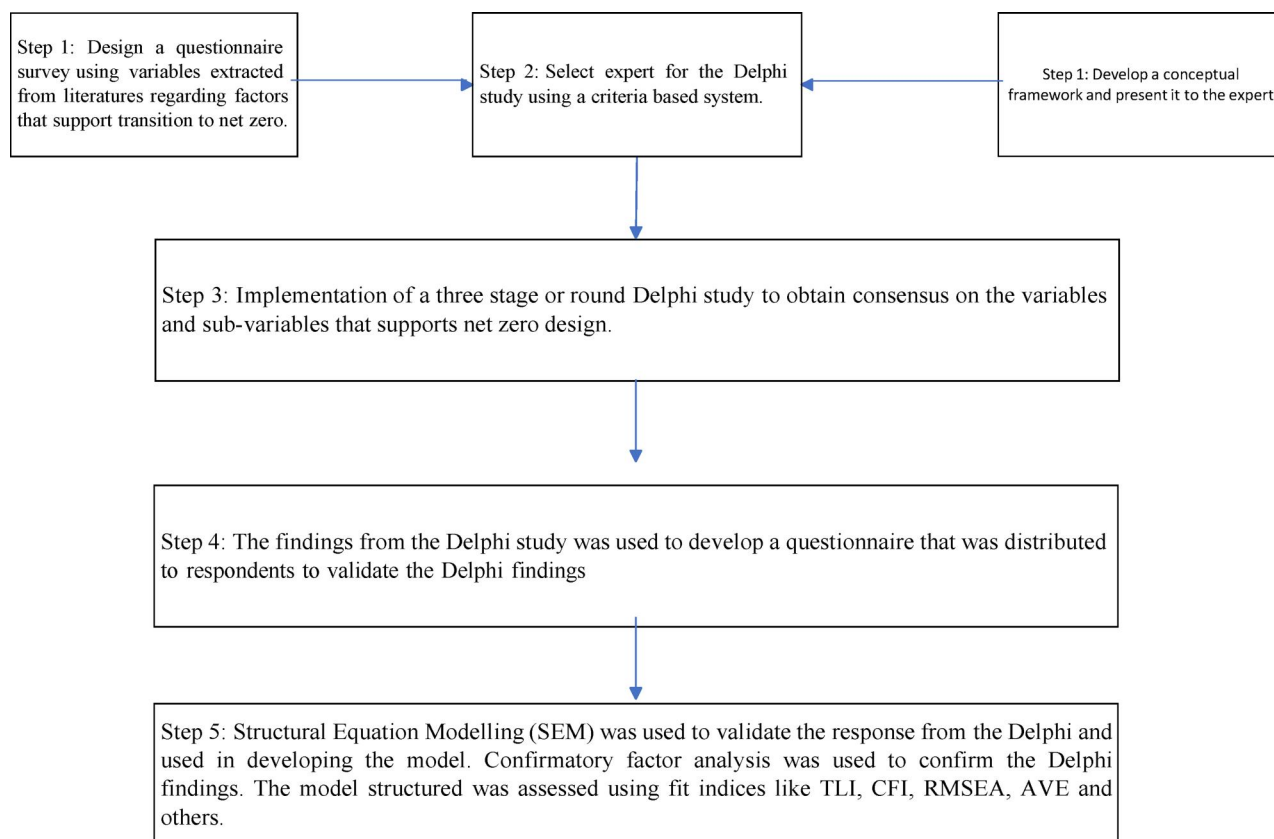 Step 1: Design a questionnaire
survey using variables extracted
from literatures regarding factors
that support transition to net zero.
Step 2: Select expert for the Delphi
study using a criteria based system.
Step 1: Develop a conceptual
framework and present it to the expert
Step 3: Implementation of a three stage or round Delphi study to obtain consensus on the variables
and sub-variables that supports net zero design.
Step 4: The findings from the Delphi study was used to develop a questionnaire that was distributed
to respondents to validate the Delphi findings
Step 5: Structural Equation Modelling (SEM) was used to validate the response from the Delphi and
used in developing the model. Confirmatory factor analysis was used to confirm the Delphi
findings. The model structured was assessed using fit indices like TLI, CFI, RMSEA, AVE and
others.